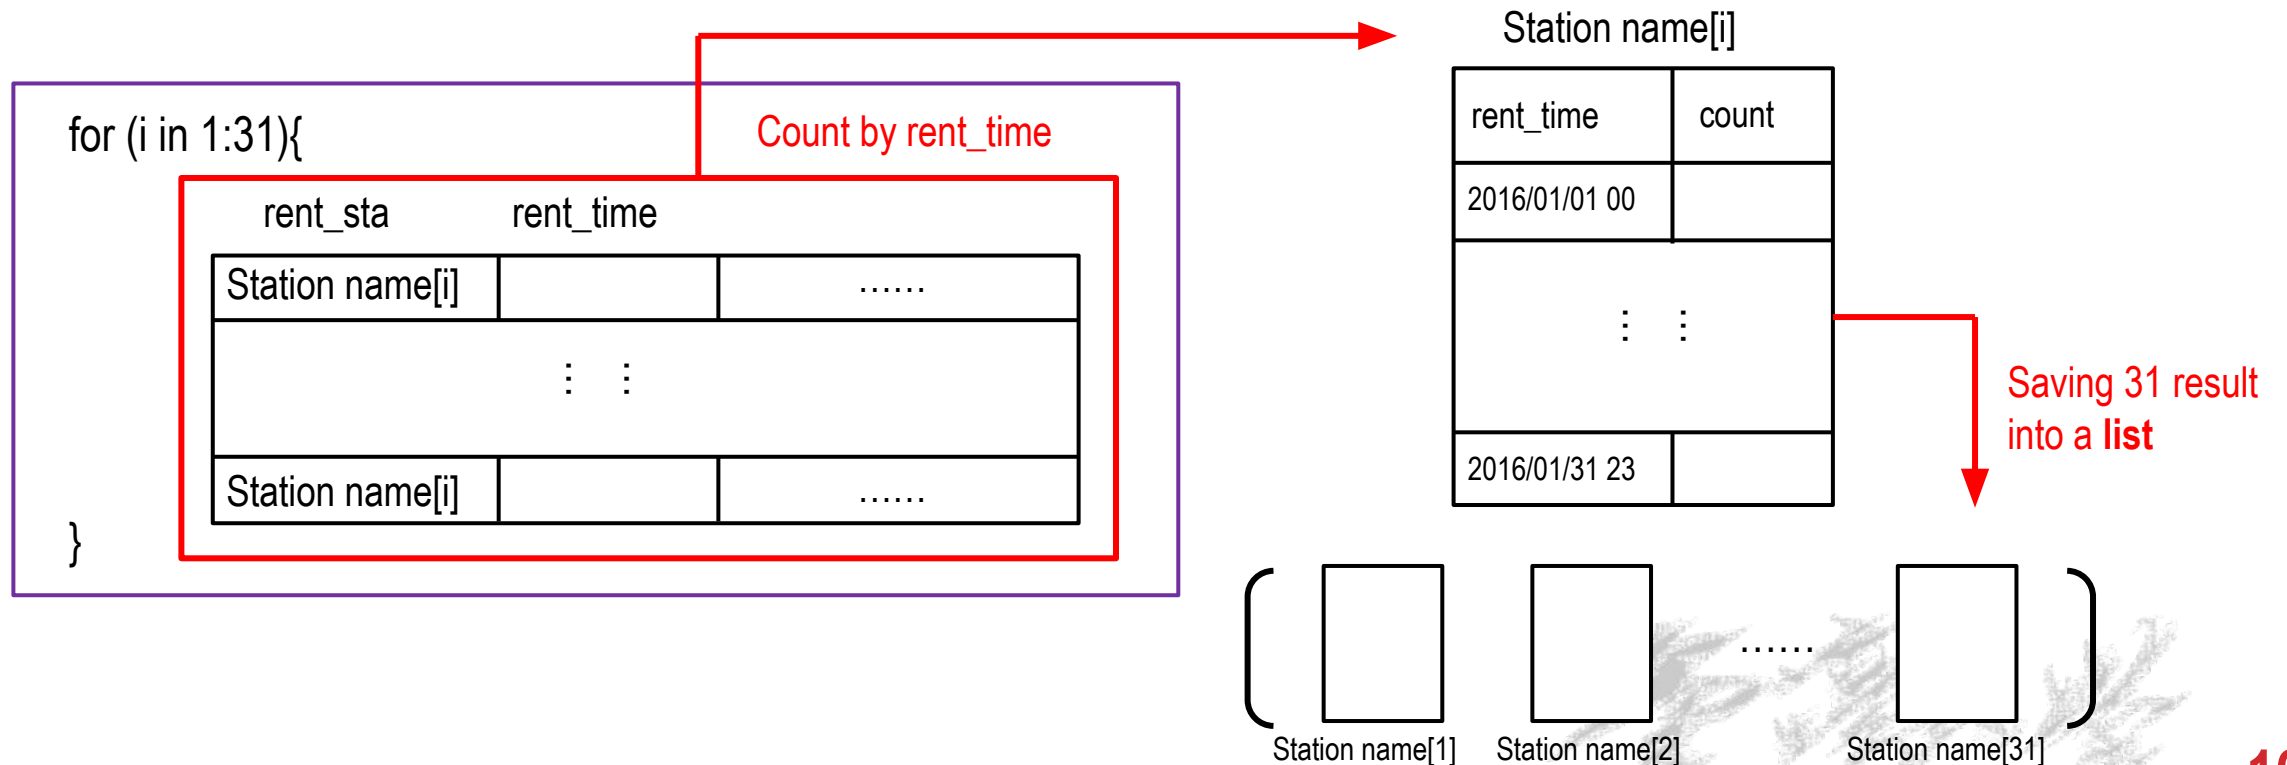 Station name[i]
for (i in 1:31){
Count by rent_time
rent_time count
rent_sta rent_time
2016/01/01 00
Station name[i] ......
... ...
... ...
Saving 31 result
into a list
Station name[i] ......
2016/01/31 23
}
......
Station name[1] Station name[2] Station name[31]